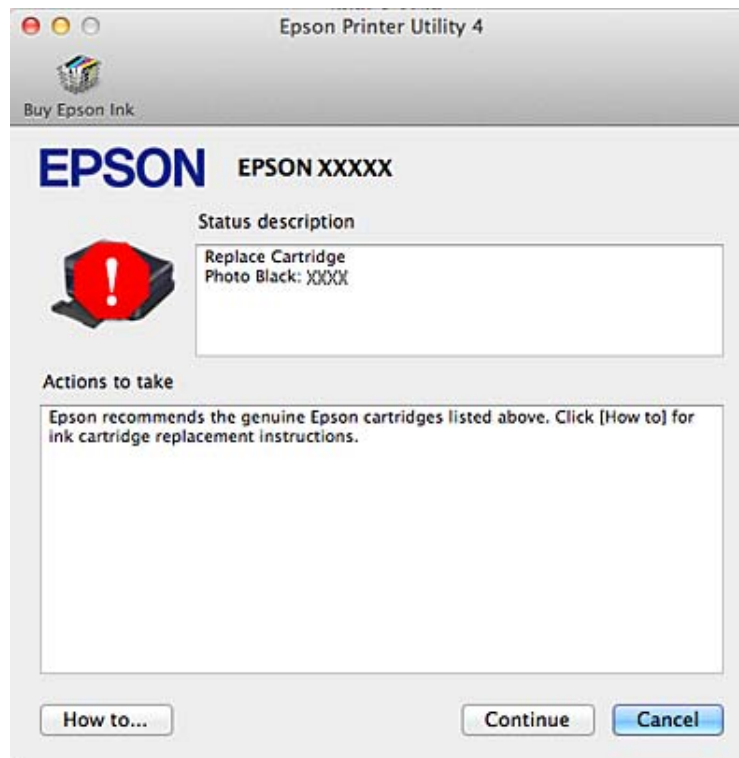 Epson Printer Utility 4
Buy Epson Ink
EPSON EPSON XXXXX
Status description
Replace Cartridge
Photo Black: XXXX
Actions to take
Epson recommends the genuine Epson cartridges listed above. Click [How to] for
ink cartridge replacement instructions.
How to... Continue Cancel